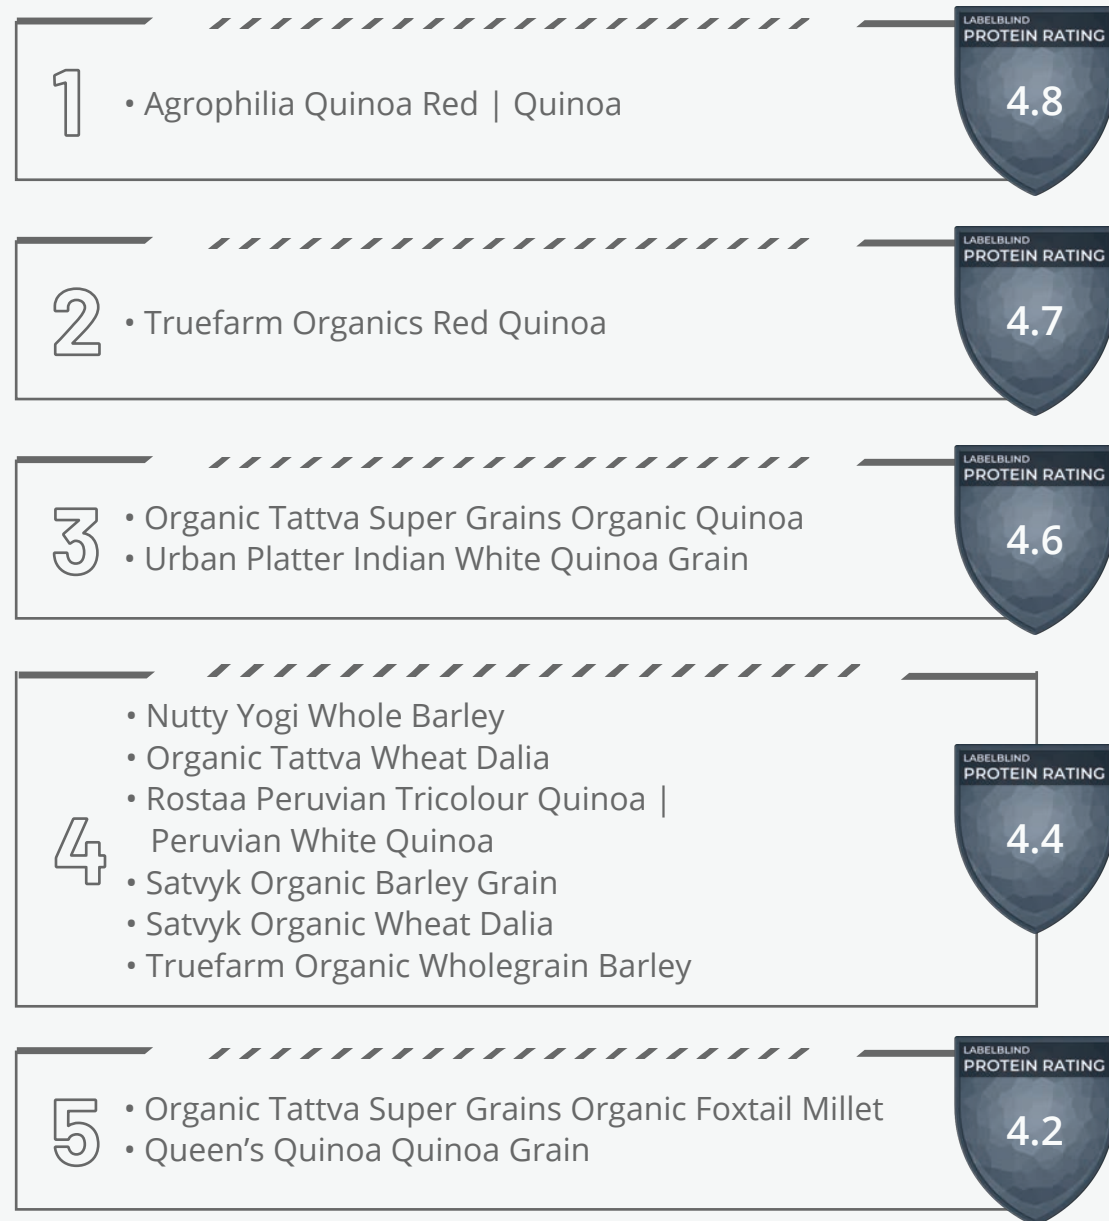 LABELBLIND
PROTEIN RATING
1
• Agrophilia Quinoa Red | Quinoa
4.8
LABELBLIND
PROTEIN RATING
2
• Truefarm Organics Red Quinoa
4.7
LABELBLIND
PROTEIN RATING
3
• Organic Tattva Super Grains Organic Quinoa
• Urban Platter Indian White Quinoa Grain
4.6
4
• Nutty Yogi Whole Barley
• Organic Tattva Wheat Dalia
• Rostaa Peruvian Tricolour Quinoa |
Peruvian White Quinoa
• Satvyk Organic Barley Grain
• Satvyk Organic Wheat Dalia
• Truefarm Organic Wholegrain Barley
LABELBLIND
PROTEIN RATING
4.4
LABELBLIND
PROTEIN RATING
5
• Organic Tattva Super Grains Organic Foxtail Millet
• Queen’s Quinoa Quinoa Grain
4.2